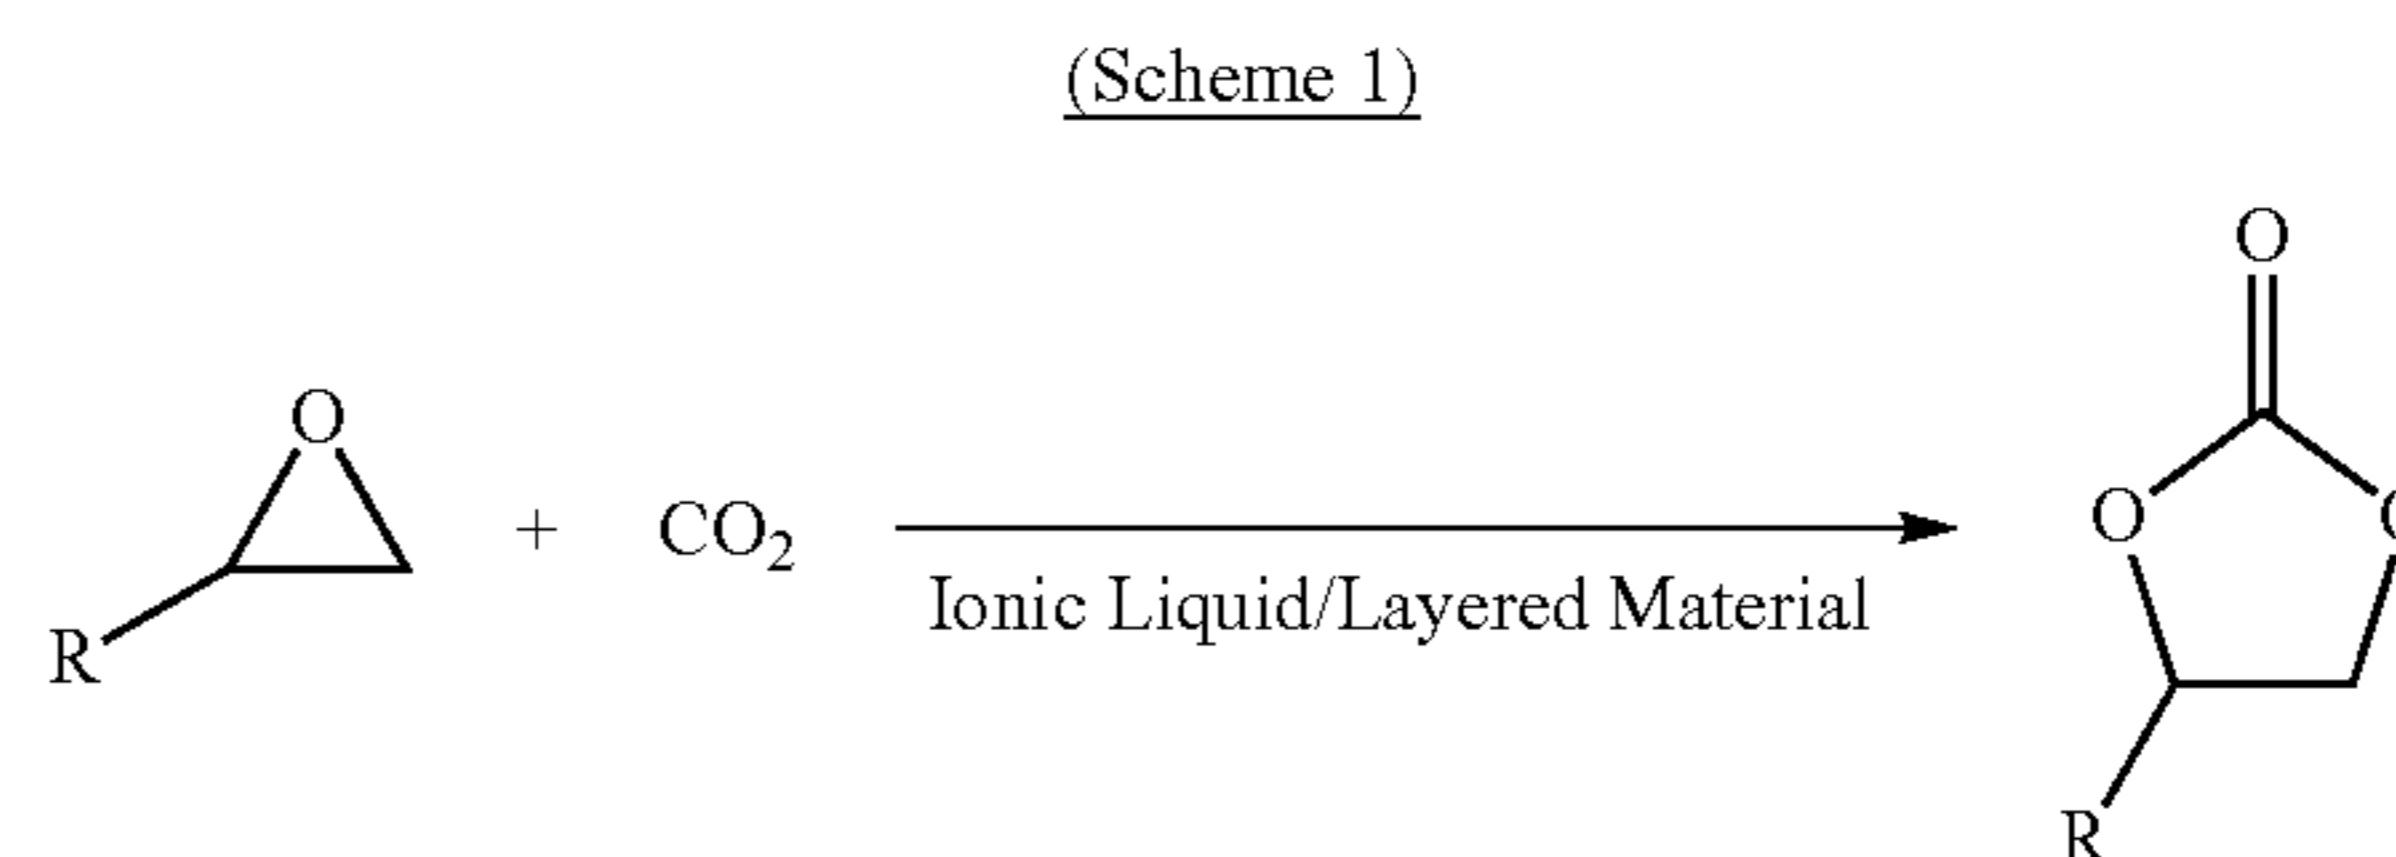 (Scheme 1)
O
O
+ CO₂
O
Ionic Liquid/Layered Material
R
R